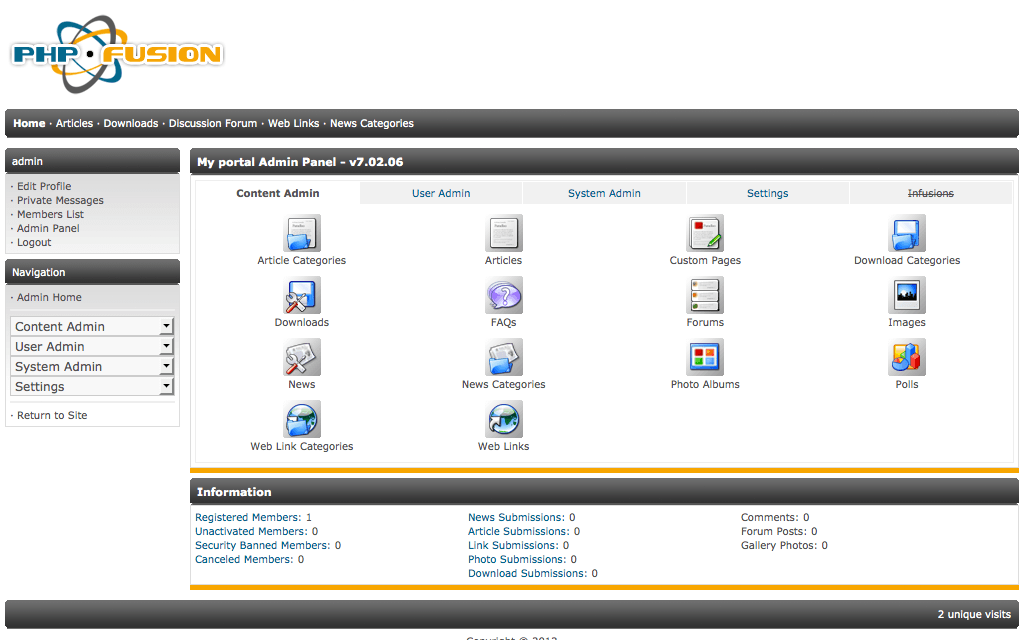 PHP FUSION
Home · Articles · Downloads · Discussion Forum · Web Links · News Categories
admin
· Edit Profile
· Private Messages
· Members List
· Admin Panel
· Logout
Navigation
· Admin Home
Content Admin
User Admin
System Admin
Settings
· Return to Site
My portal Admin Panel - v7.02.06
Content Admin User Admin System Admin Settings Infusions
Article Categories Articles Custom Pages Download Categories
Downloads FAQs Forums Images
News News Categories Photo Albums Polls
Web Link Categories Web Links
Information
Registered Members: 1
Unactivated Members: 0
Security Banned Members: 0
Canceled Members: 0
News Submissions: 0
Article Submissions: 0
Link Submissions: 0
Photo Submissions: 0
Download Submissions: 0
Comments: 0
Forum Posts: 0
Gallery Photos: 0
2 unique visits
Copyright © 2012